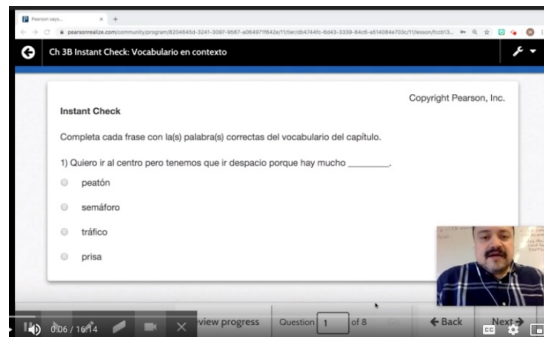 Pearson says...
Ch 3B Instant Check: Vocabulario en contexto
Copyright Pearson, Inc.
Instant Check
Completa cada frase con la(s) palabra(s) correctas del vocabulario del capítulo.
1) Quiero ir al centro pero tenemos que ir despacio porque hay mucho ________.
peatón
semáforo
tráfico
prisa
view progress
Question 1 of 8
Back
Next
0:06 / 16:14
CC